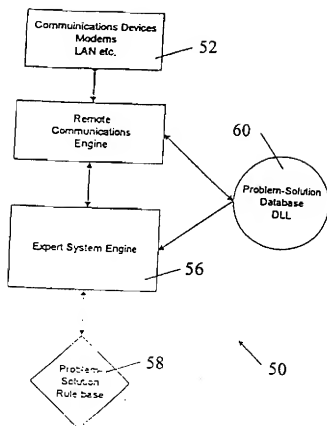 Communications Devices
Modems
LAN etc.
52
Remote
Communications
Engine
60
Problem-Solution
Database
DLL
Expert System Engine
56
Problem-
Solution
Rule base
58
50